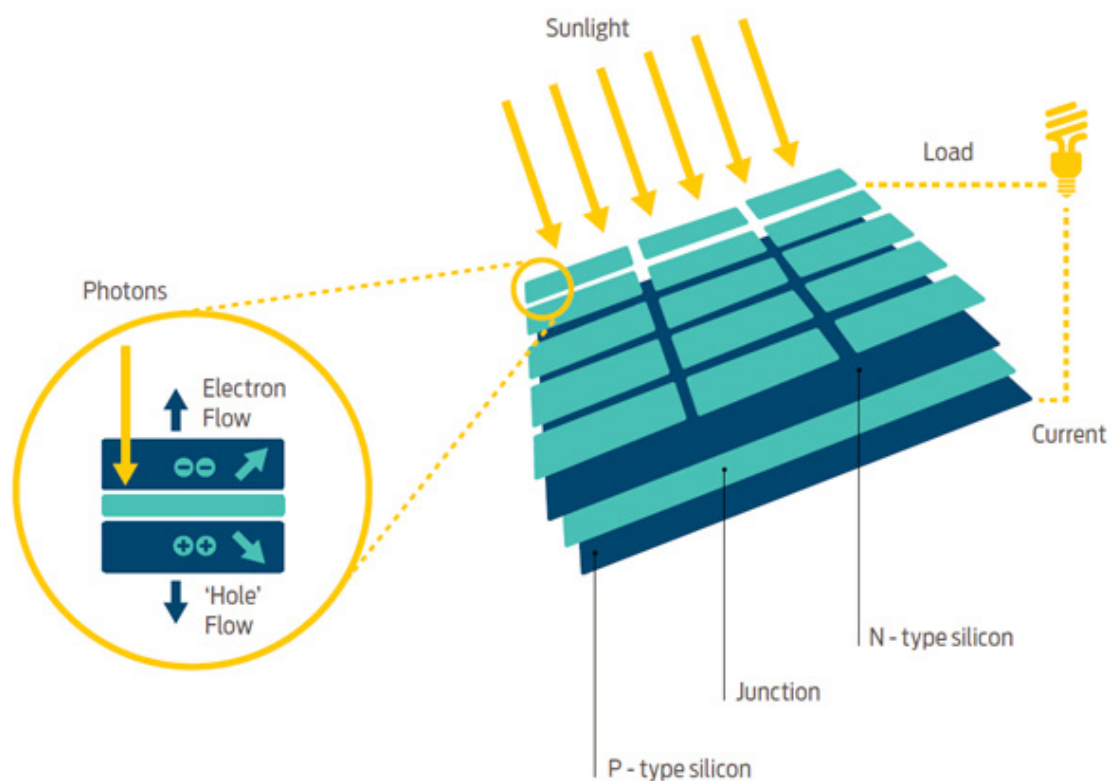 Sunlight
Load
Photons
Electron
Flow
'Hole'
Flow
Current
N - type silicon
Junction
P - type silicon